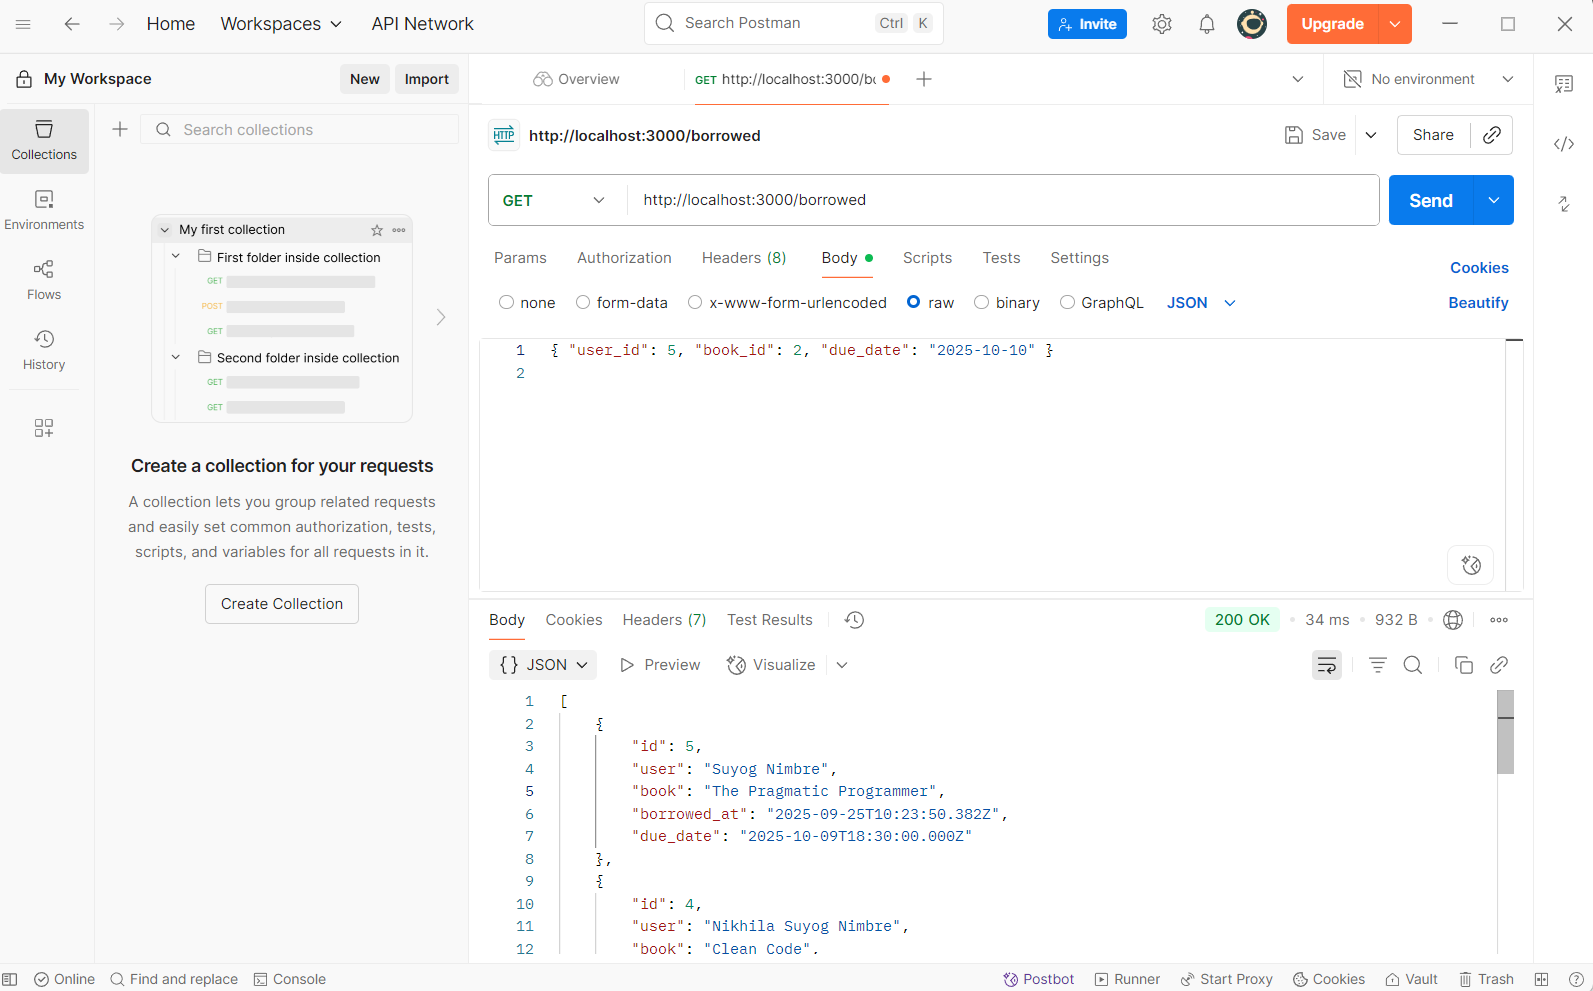 Home Workspaces API Network Search Postman Ctrl K Invite Upgrade
My Workspace New Import Overview GET http://localhost:3000/bo No environment
Collections
Search collections
HTTP http://localhost:3000/borrowed Save Share
Environments
GET http://localhost:3000/borrowed Send
Flows
History
My first collection
First folder inside collection
GET
POST
GET
Second folder inside collection
GET
GET
Create a collection for your requests
A collection lets you group related requests
and easily set common authorization, tests,
scripts, and variables for all requests in it.
Create Collection
Params Authorization Headers (8) Body Scripts Tests Settings Cookies
none form-data x-www-form-urlencoded raw binary GraphQL JSON Beautify
1 { "user_id": 5, "book_id": 2, "due_date": "2025-10-10" }
2
Body Cookies Headers (7) Test Results 200 OK 34 ms 932 B
{} JSON Preview Visualize
1 [
2 {
3 "id": 5,
4 "user": "Suyog Nimbre",
5 "book": "The Pragmatic Programmer",
6 "borrowed_at": "2025-09-25T10:23:50.382Z",
7 "due_date": "2025-10-09T18:30:00.000Z"
8 },
9 {
10 "id": 4,
11 "user": "Nikhila Suyog Nimbre",
12 "book": "Clean Code",
Online Find and replace Console Postbot Runner Start Proxy Cookies Vault Trash